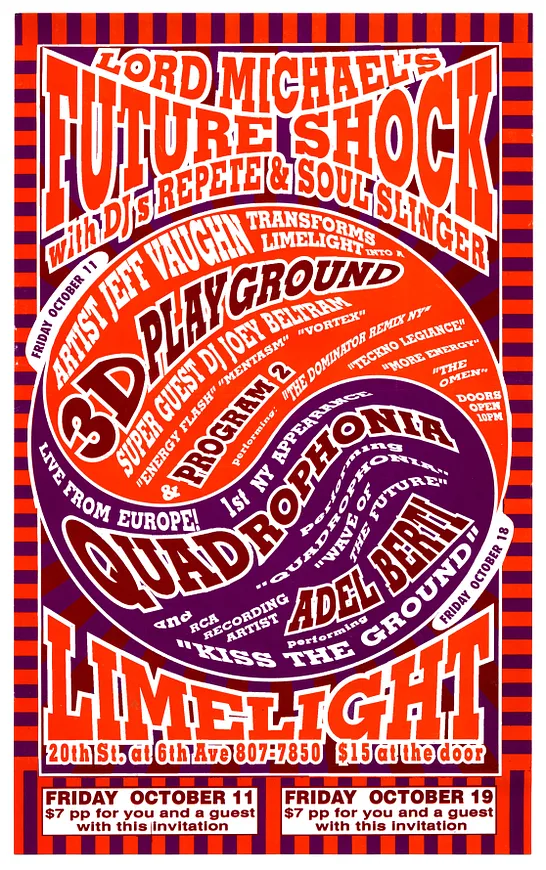 LORD MICHAEL'S
FUTURE SHOCK
with DJs REPETE & SOUL SLINGER
FRIDAY OCTOBER 11
ARTIST JEFF VAUGHN
TRANSFORMS
LIMELIGHT INTO A
3D PLAYGROUND
SUPER GUEST DJ JOEY BELTRAM
"ENERGY FLASH" "MENTASM" "VORTEX"
& PROGRAM 2
performing: "THE DOMINATOR REMIX NY"
"TECHNO LEGIANCE"
"MORE ENERGY"
"THE
OMEN"
DOORS
OPEN
10PM
LIVE FROM EUROPE!
1st NY APPEARANCE
QUADROPHONIA
performing
"QUADROPHONIA"
"WAVE OF
THE FUTURE"
and RCA
RECORDING
ARTIST
ADEL BERTI
performing
"KISS THE GROUND"
FRIDAY OCTOBER 18
LIMELIGHT
20th St. at 6th Ave 807-7850 $15 at the door
FRIDAY OCTOBER 11
$7 pp for you and a guest
with this invitation
FRIDAY OCTOBER 19
$7 pp for you and a guest
with this invitation